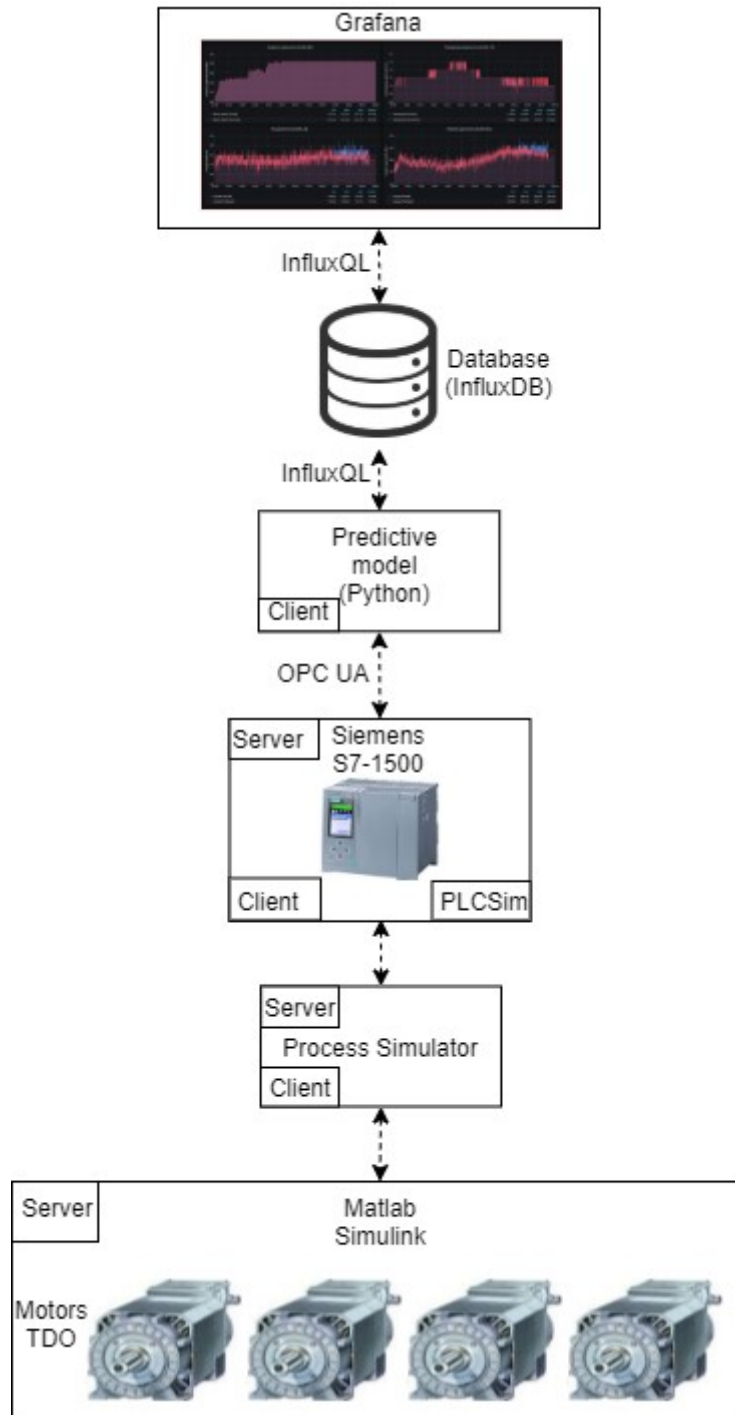 Grafana
InfluxQL
Database
(InfluxDB)
InfluxQL
Predictive
model
(Python)
Client
OPC UA
Server
Siemens
S7-1500
Client
PLCSim
Server
Process Simulator
Client
Server
Matlab
Simulink
Motors
TDO